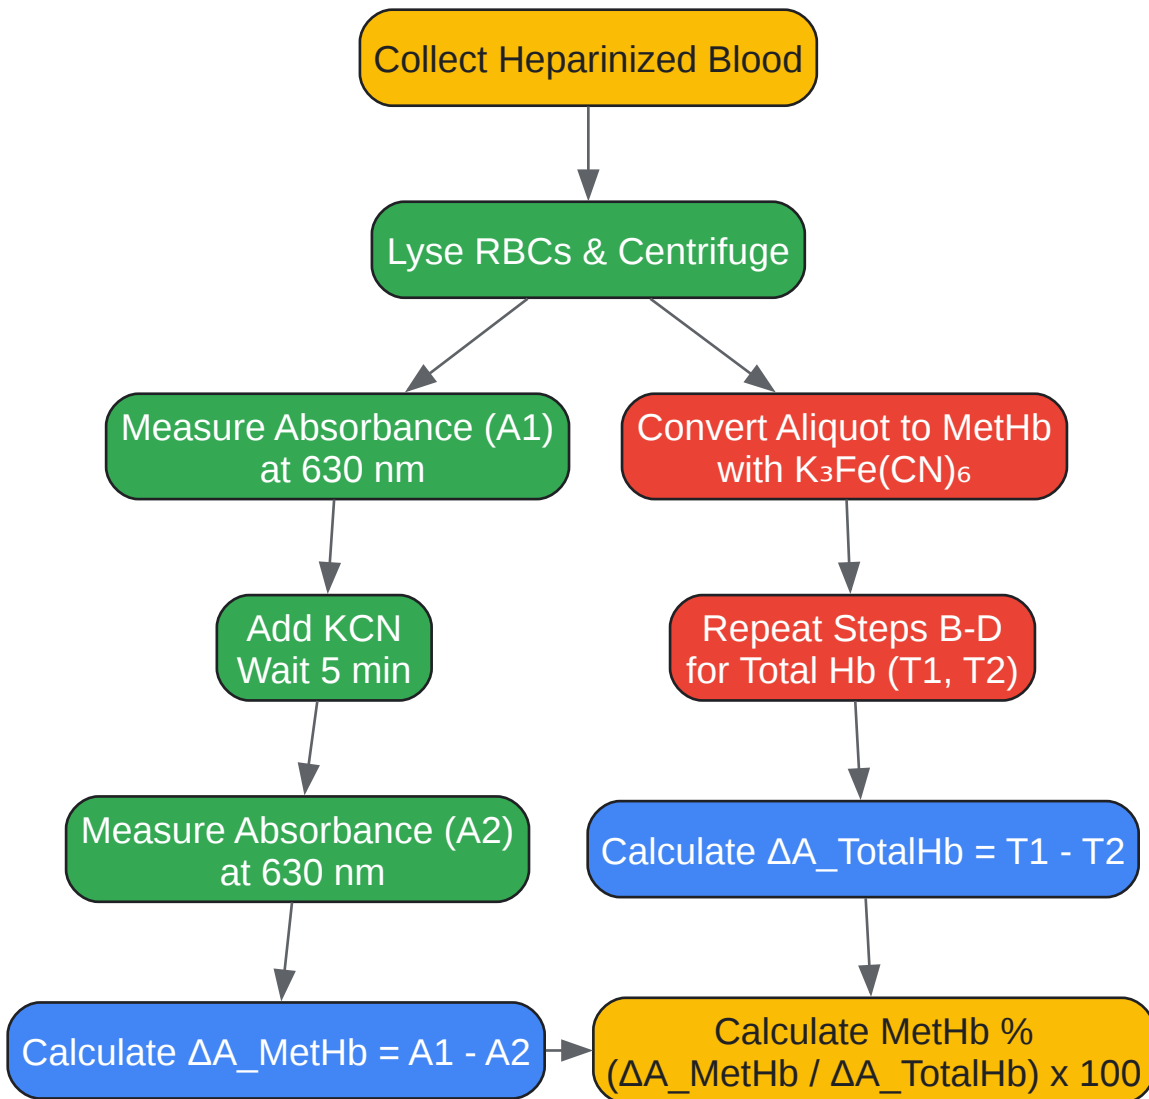 Collect Heparinized Blood
Lyse RBCs & Centrifuge
Measure Absorbance (A1)
at 630 nm
Convert Aliquot to MetHb
with K₃Fe(CN)₆
Add KCN
Wait 5 min
Repeat Steps B-D
for Total Hb (T1, T2)
Measure Absorbance (A2)
at 630 nm
Calculate ΔA_TotalHb = T1 - T2
Calculate ΔA_MetHb = A1 - A2
Calculate MetHb %
(ΔA_MetHb / ΔA_TotalHb) x 100